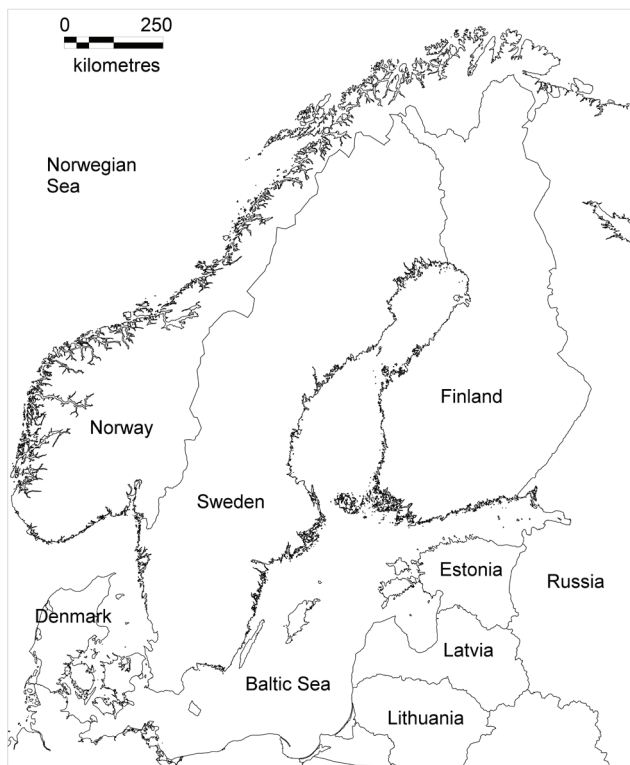 0 250
kilometres
Norwegian
Sea
Finland
Norway
Sweden
Estonia
Russia
Denmark
Latvia
Baltic Sea
Lithuania